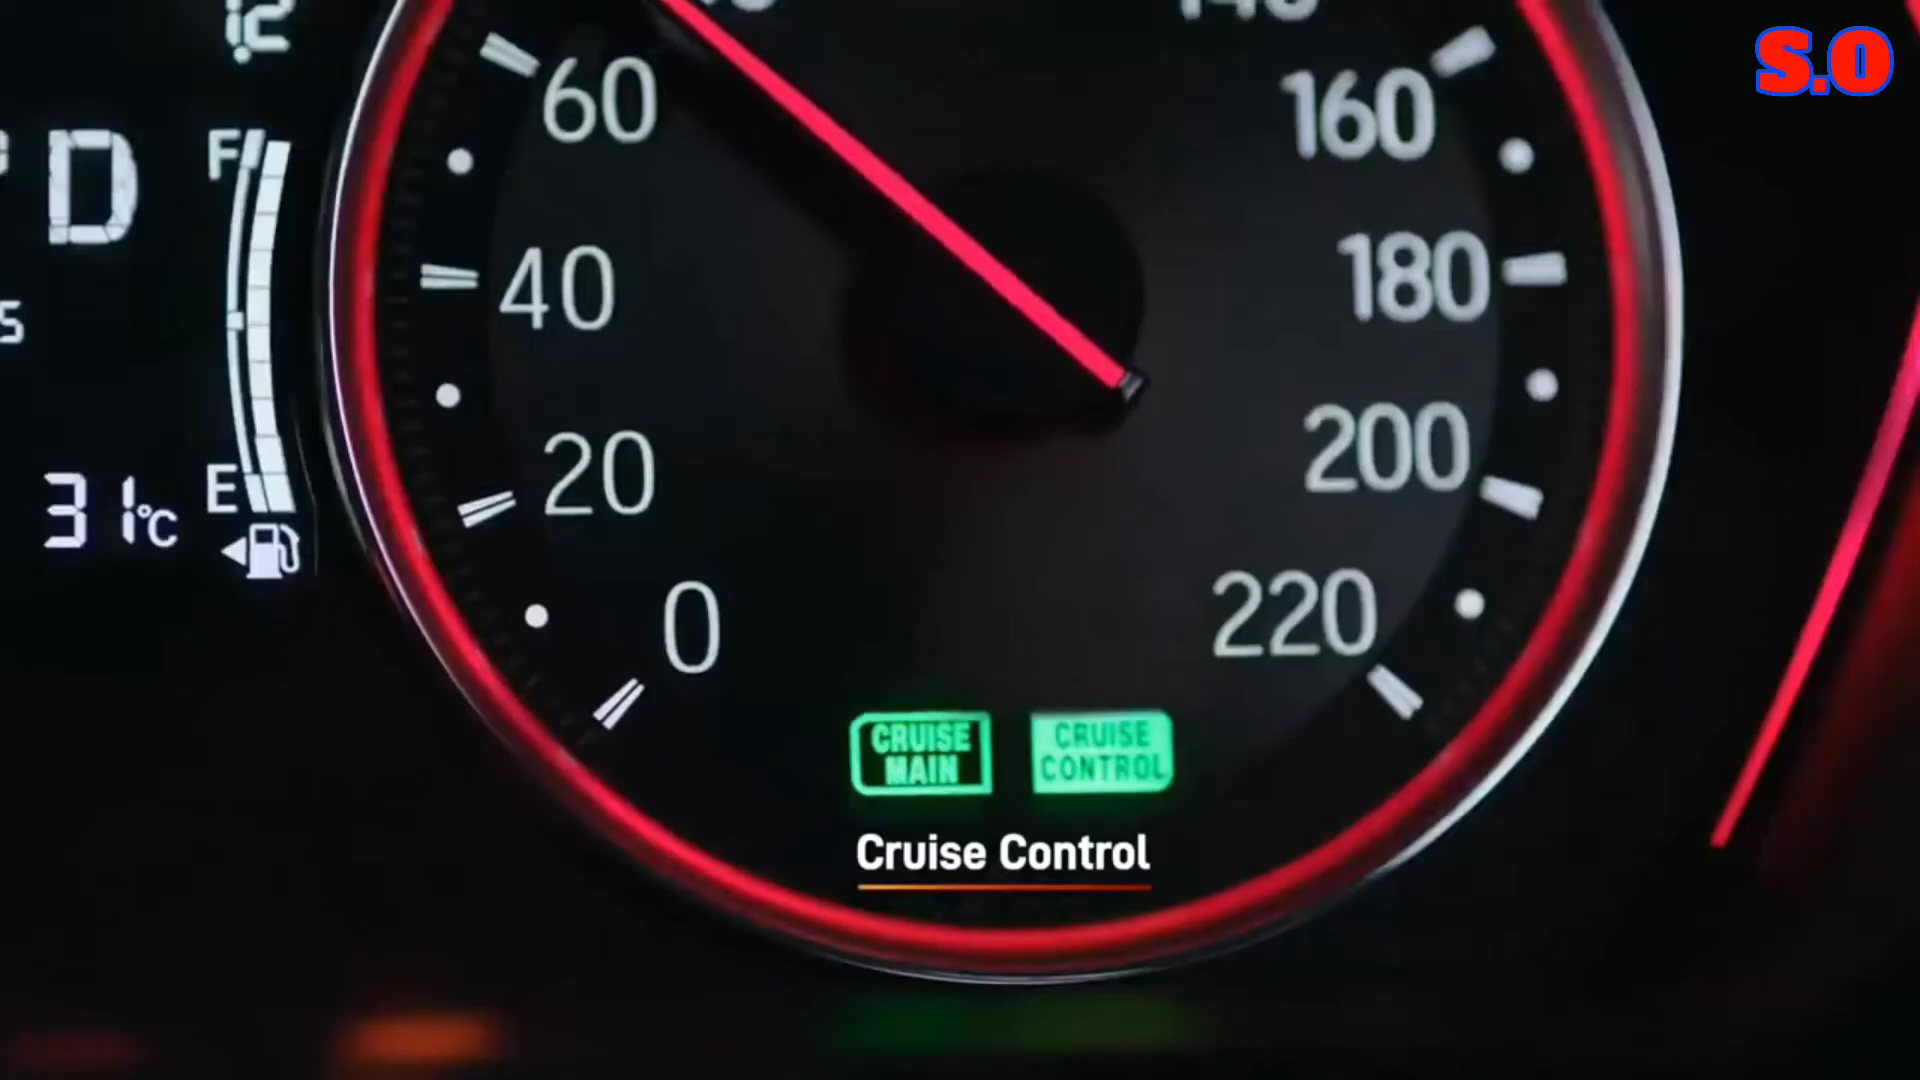 S.O
60
160
F
D
40
180
20
200
E
31°C
0
220
CRUISE
MAIN
CRUISE
CONTROL
Cruise Control